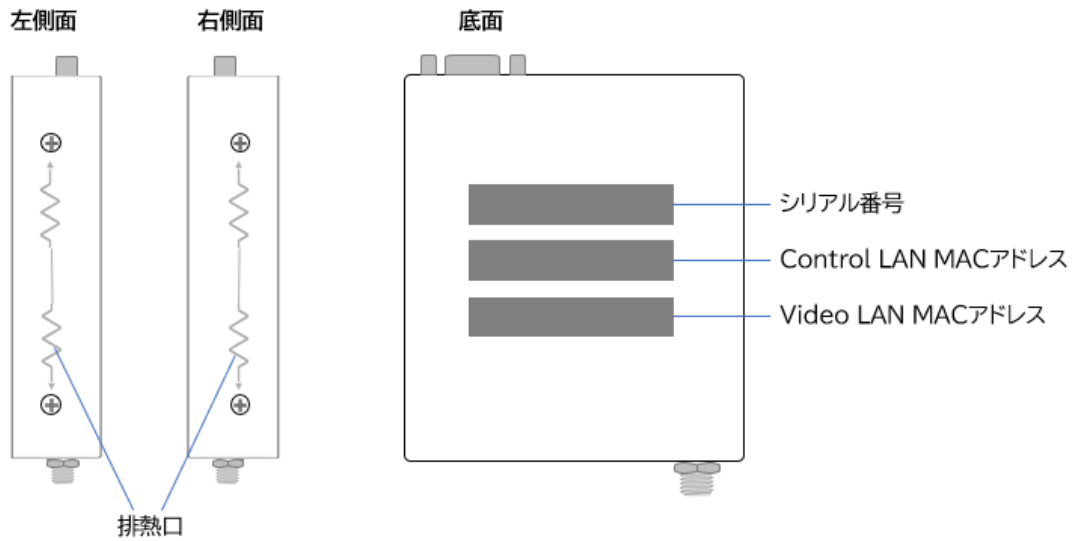 左側面
右側面
底面
シリアル番号
Control LAN MACアドレス
Video LAN MACアドレス
排熱口